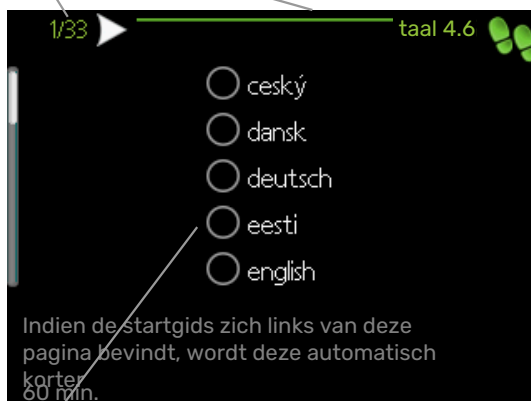 1/33
taal 4.6
ceský
dansk
deutsch
eesti
english
Indien de startgids zich links van deze
pagina bevindt, wordt deze automatisch
korter
60 min.